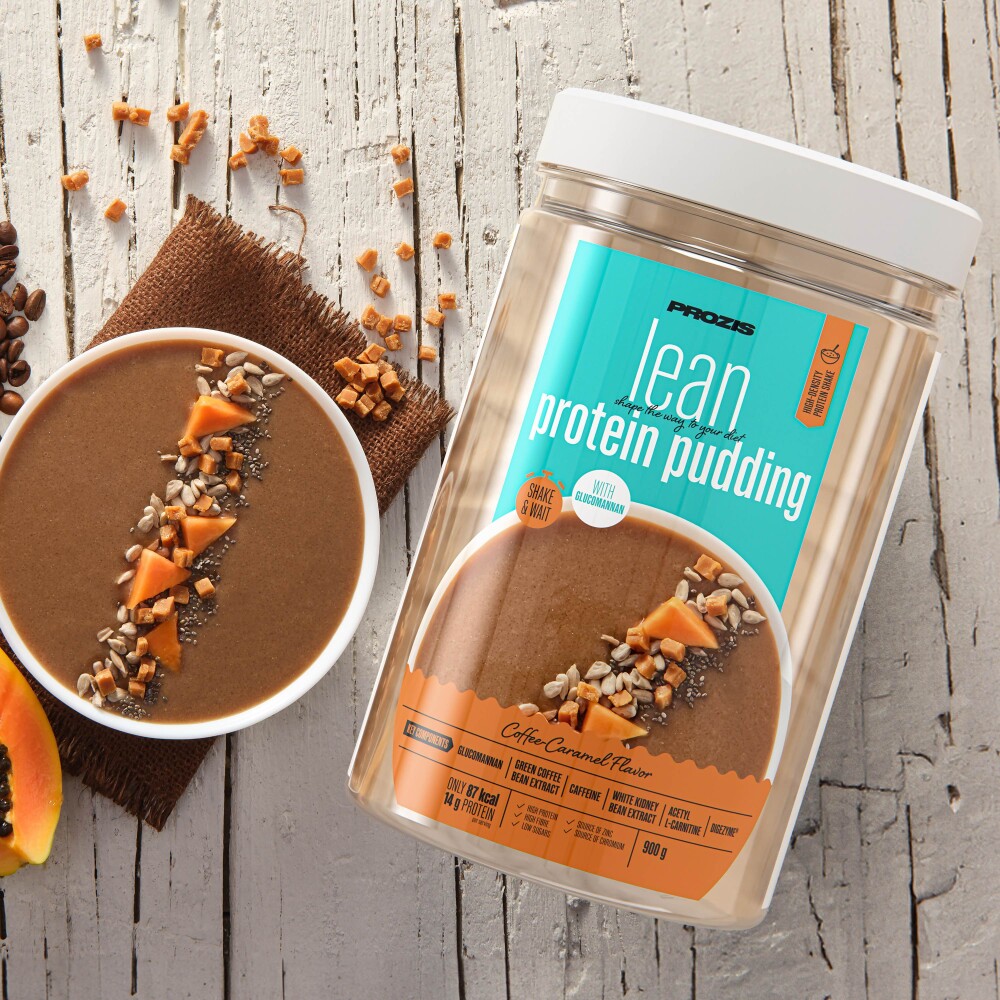 PROZIS
lean
shape the way to your diet
protein pudding
HIGH-DENSITY
PROTEIN SHAKE
SHAKE
& WAIT
WITH
GLUCOMANNAN
Coffee-Caramel Flavor
KEY COMPONENTS
GLUCOMANNAN
GREEN COFFEE
BEAN EXTRACT
CAFFEINE
WHITE KIDNEY
BEAN EXTRACT
ACETYL
L-CARNITINE
DIGEZYME®
ONLY 87 kcal
14 g PROTEIN
per serving
✓ HIGH PROTEIN
✓ HIGH FIBRE
✓ LOW SUGARS
✓ SOURCE OF ZINC
✓ SOURCE OF CHROMIUM
900 g